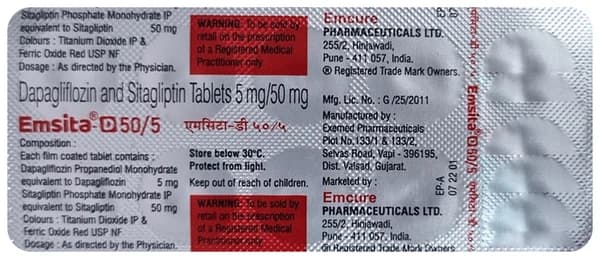 Sitagliptin Phosphate Monohydrate IP
equivalent to Sitagliptin 50 mg
Colours : Titanium Dioxide IP &
Ferric Oxide Red USP NF
Dosage : As directed by the Physician.
WARNING: To be sold by
retail on the prescription
of a Registered Medical
Practitioner only
Emcure
PHARMACEUTICALS LTD.
255/2, Hinjawadi,
Pune - 411 057, India.
® Registered Trade Mark Owners.
Dapagliflozin and Sitagliptin Tablets 5 mg/50 mg
Emsita®-D 50/5 एमसिटा-डी ५०/५
Composition :
Each film coated tablet contains :
Dapagliflozin Propanediol Monohydrate
equivalent to Dapagliflozin 5 mg
Sitagliptin Phosphate Monohydrate IP
equivalent to Sitagliptin 50 mg
Colours : Titanium Dioxide IP &
Ferric Oxide Red USP NF
Dosage : As directed by the Physician.
Store below 30°C.
Protect from light.
Keep out of reach of children.
WARNING: To be sold by
retail on the prescription
of a Registered Medical
Practitioner only
Mfg. Lic. No. : G/25/2011
Manufactured by :
Exemed Pharmaceuticals
Plot No.133/1 & 133/2,
Selvas Road, Vapi - 396195,
Dist. Valsad, Gujarat.
Marketed by :
Emcure
PHARMACEUTICALS LTD.
255/2, Hinjawadi,
Pune - 411 057, India.
® Registered Trade Mark Owners
EP-A
07 22 01
Emsita®-D 50/5